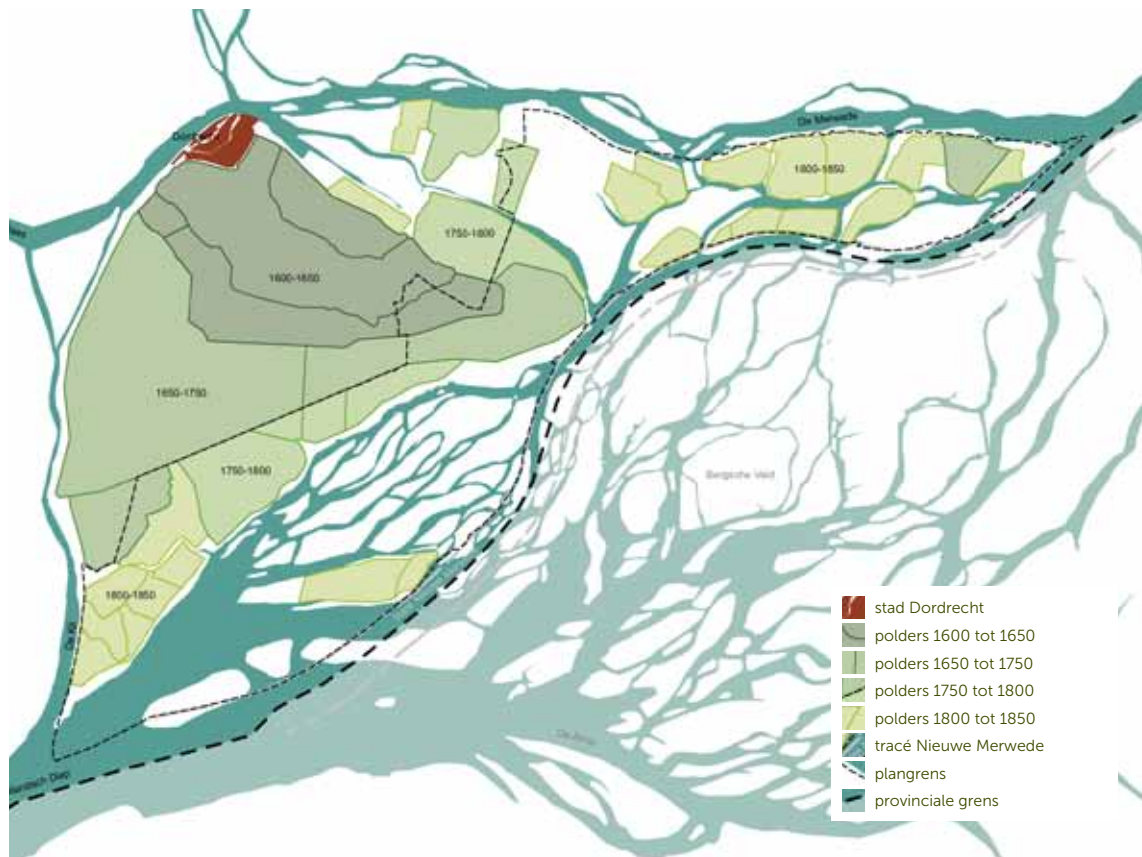 De Merwede
1800-1850
1750-1800
1600-1650
1650-1750
1750-1800
Bergsche Veld
1800-1850
stad Dordrecht
polders 1600 tot 1650
polders 1650 tot 1750
polders 1750 tot 1800
polders 1800 tot 1850
tracé Nieuwe Merwede
plangrens
provinciale grens
Diep